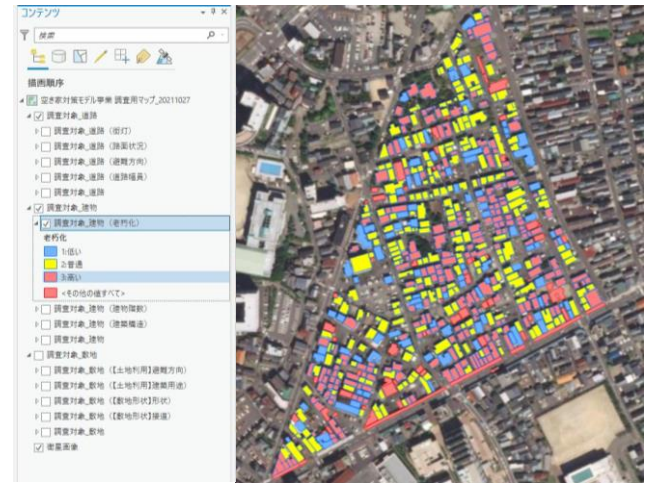 コンテンツ
検索
描画順序
空き家対策モデル事業 調査用マップ_20211027
調査対象_道路
調査対象_道路（街灯）
調査対象_道路（路面状況）
調査対象_道路（避難方向）
調査対象_道路（道路幅員）
調査対象_道路
調査対象_建物
調査対象_建物（老朽化）
老朽化
1:低い
2:普通
3:高い
<その他の値すべて>
調査対象_建物（建物階数）
調査対象_建物（建築構造）
調査対象_建物
調査対象_敷地
調査対象_敷地（【土地利用】避難方向）
調査対象_敷地（【土地利用】建築用途）
調査対象_敷地（【敷地形状】形状）
調査対象_敷地（【敷地形状】接道）
調査対象_敷地
衛星画像